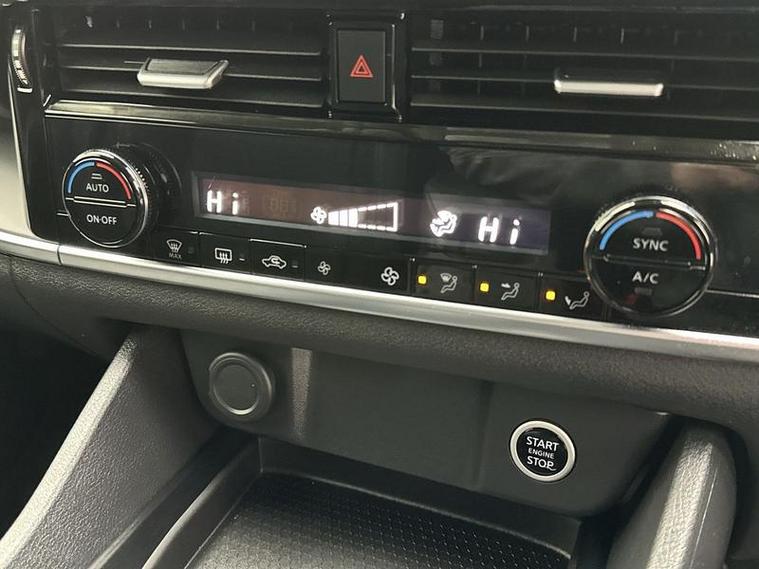 AUTO
ON·OFF
Hi
Hi
SYNC
A/C
MAX
START
ENGINE
STOP